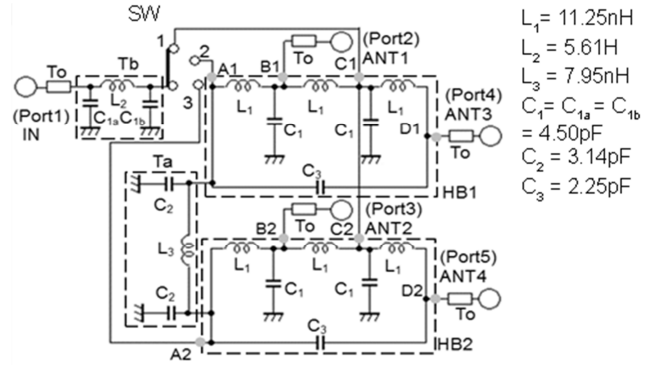 SW
L₁= 11.25nH
L₂ = 5.61H
L₃ = 7.95nH
C₁= C₁ₐ = C₁b
= 4.50pF
C₂ = 3.14pF
C₃ = 2.25pF
1
2
3
To
Tb
L₂
C₁ₐ C₁b
(Port1)
IN
A1
B1
To
C1
(Port2)
ANT1
L₁
L₁
L₁
C₁
C₁
D1
(Port4)
ANT3
To
C₃
HB1
Ta
C₂
L₃
C₂
B2
To
C2
(Port3)
ANT2
L₁
L₁
L₁
C₁
C₁
D2
(Port5)
ANT4
To
C₃
HB2
A2